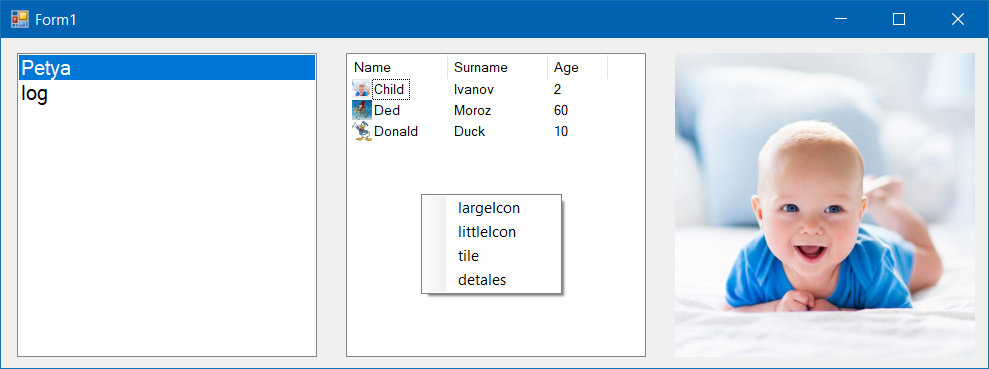 Form1
Petya
log
Name Surname Age
Child Ivanov 2
Ded Moroz 60
Donald Duck 10
largeIcon
littleIcon
tile
detales